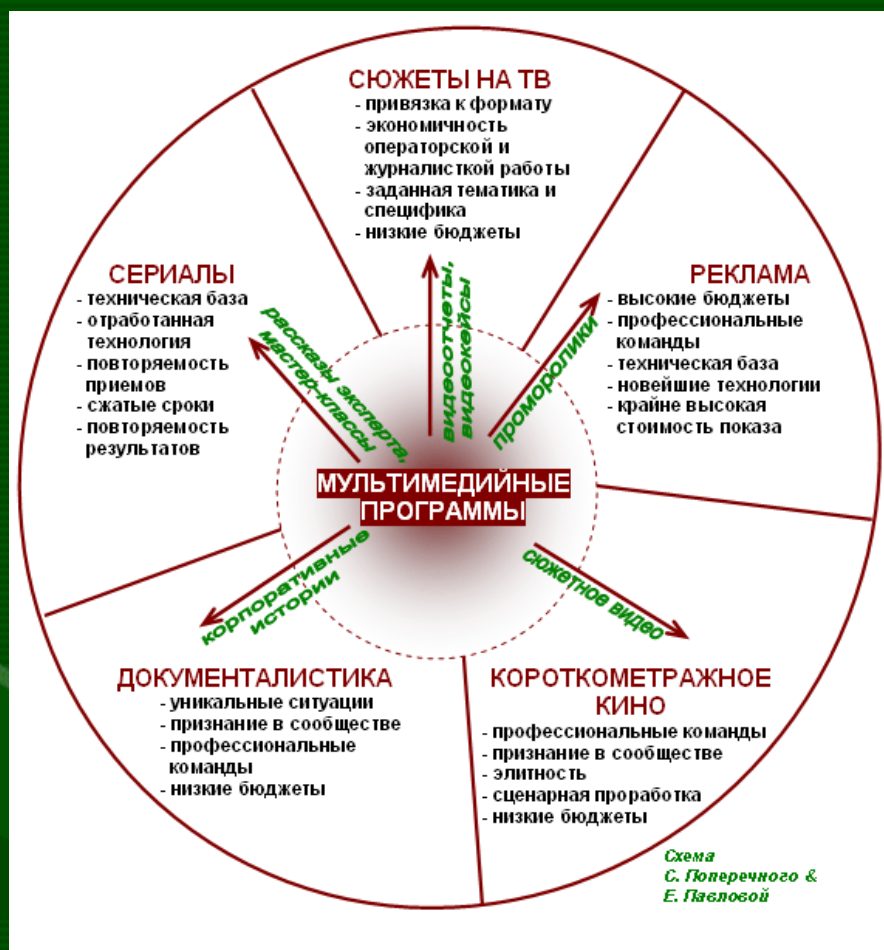 СЮЖЕТЫ НА ТВ
- привязка к формату
- экономичность
операторской и
журналисткой работы
- заданная тематика и
специфика
- низкие бюджеты
СЕРИАЛЫ
- техническая база
- отработанная
технология
- повторяемость
приемов
- сжатые сроки
- повторяемость
результатов
РЕКЛАМА
- высокие бюджеты
- профессиональные
команды
- техническая база
- новейшие технологии
- крайне высокая
стоимость показа
рассказы эксперта,
мастер-классы
видеоотчеты,
видеокейсы
проморолики
МУЛЬТИМЕДИЙНЫЕ
ПРОГРАММЫ
корпоративные
истории
сюжетное видео
ДОКУМЕНТАЛИСТИКА
- уникальные ситуации
- признание в сообществе
- профессиональные
команды
- низкие бюджеты
КОРОТКОМЕТРАЖНОЕ
КИНО
- профессиональные команды
- признание в сообществе
- элитность
- сценарная проработка
- низкие бюджеты
Схема
С. Поперечного &
Е. Павловой